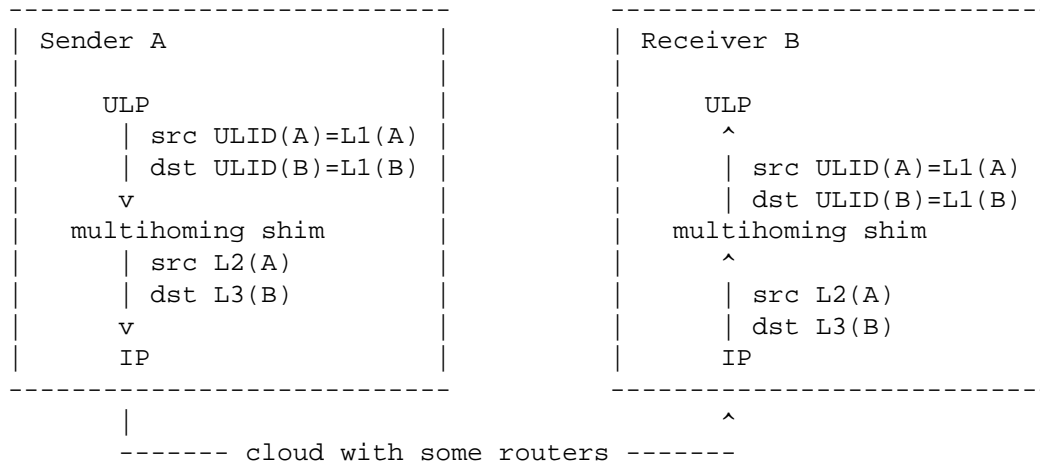 Sender A Receiver B
ULP ULP
src ULID(A)=L1(A) ^
dst ULID(B)=L1(B) src ULID(A)=L1(A)
v dst ULID(B)=L1(B)
multihoming shim multihoming shim
src L2(A) ^
dst L3(B) src L2(A)
v dst L3(B)
IP IP
^
cloud with some routers